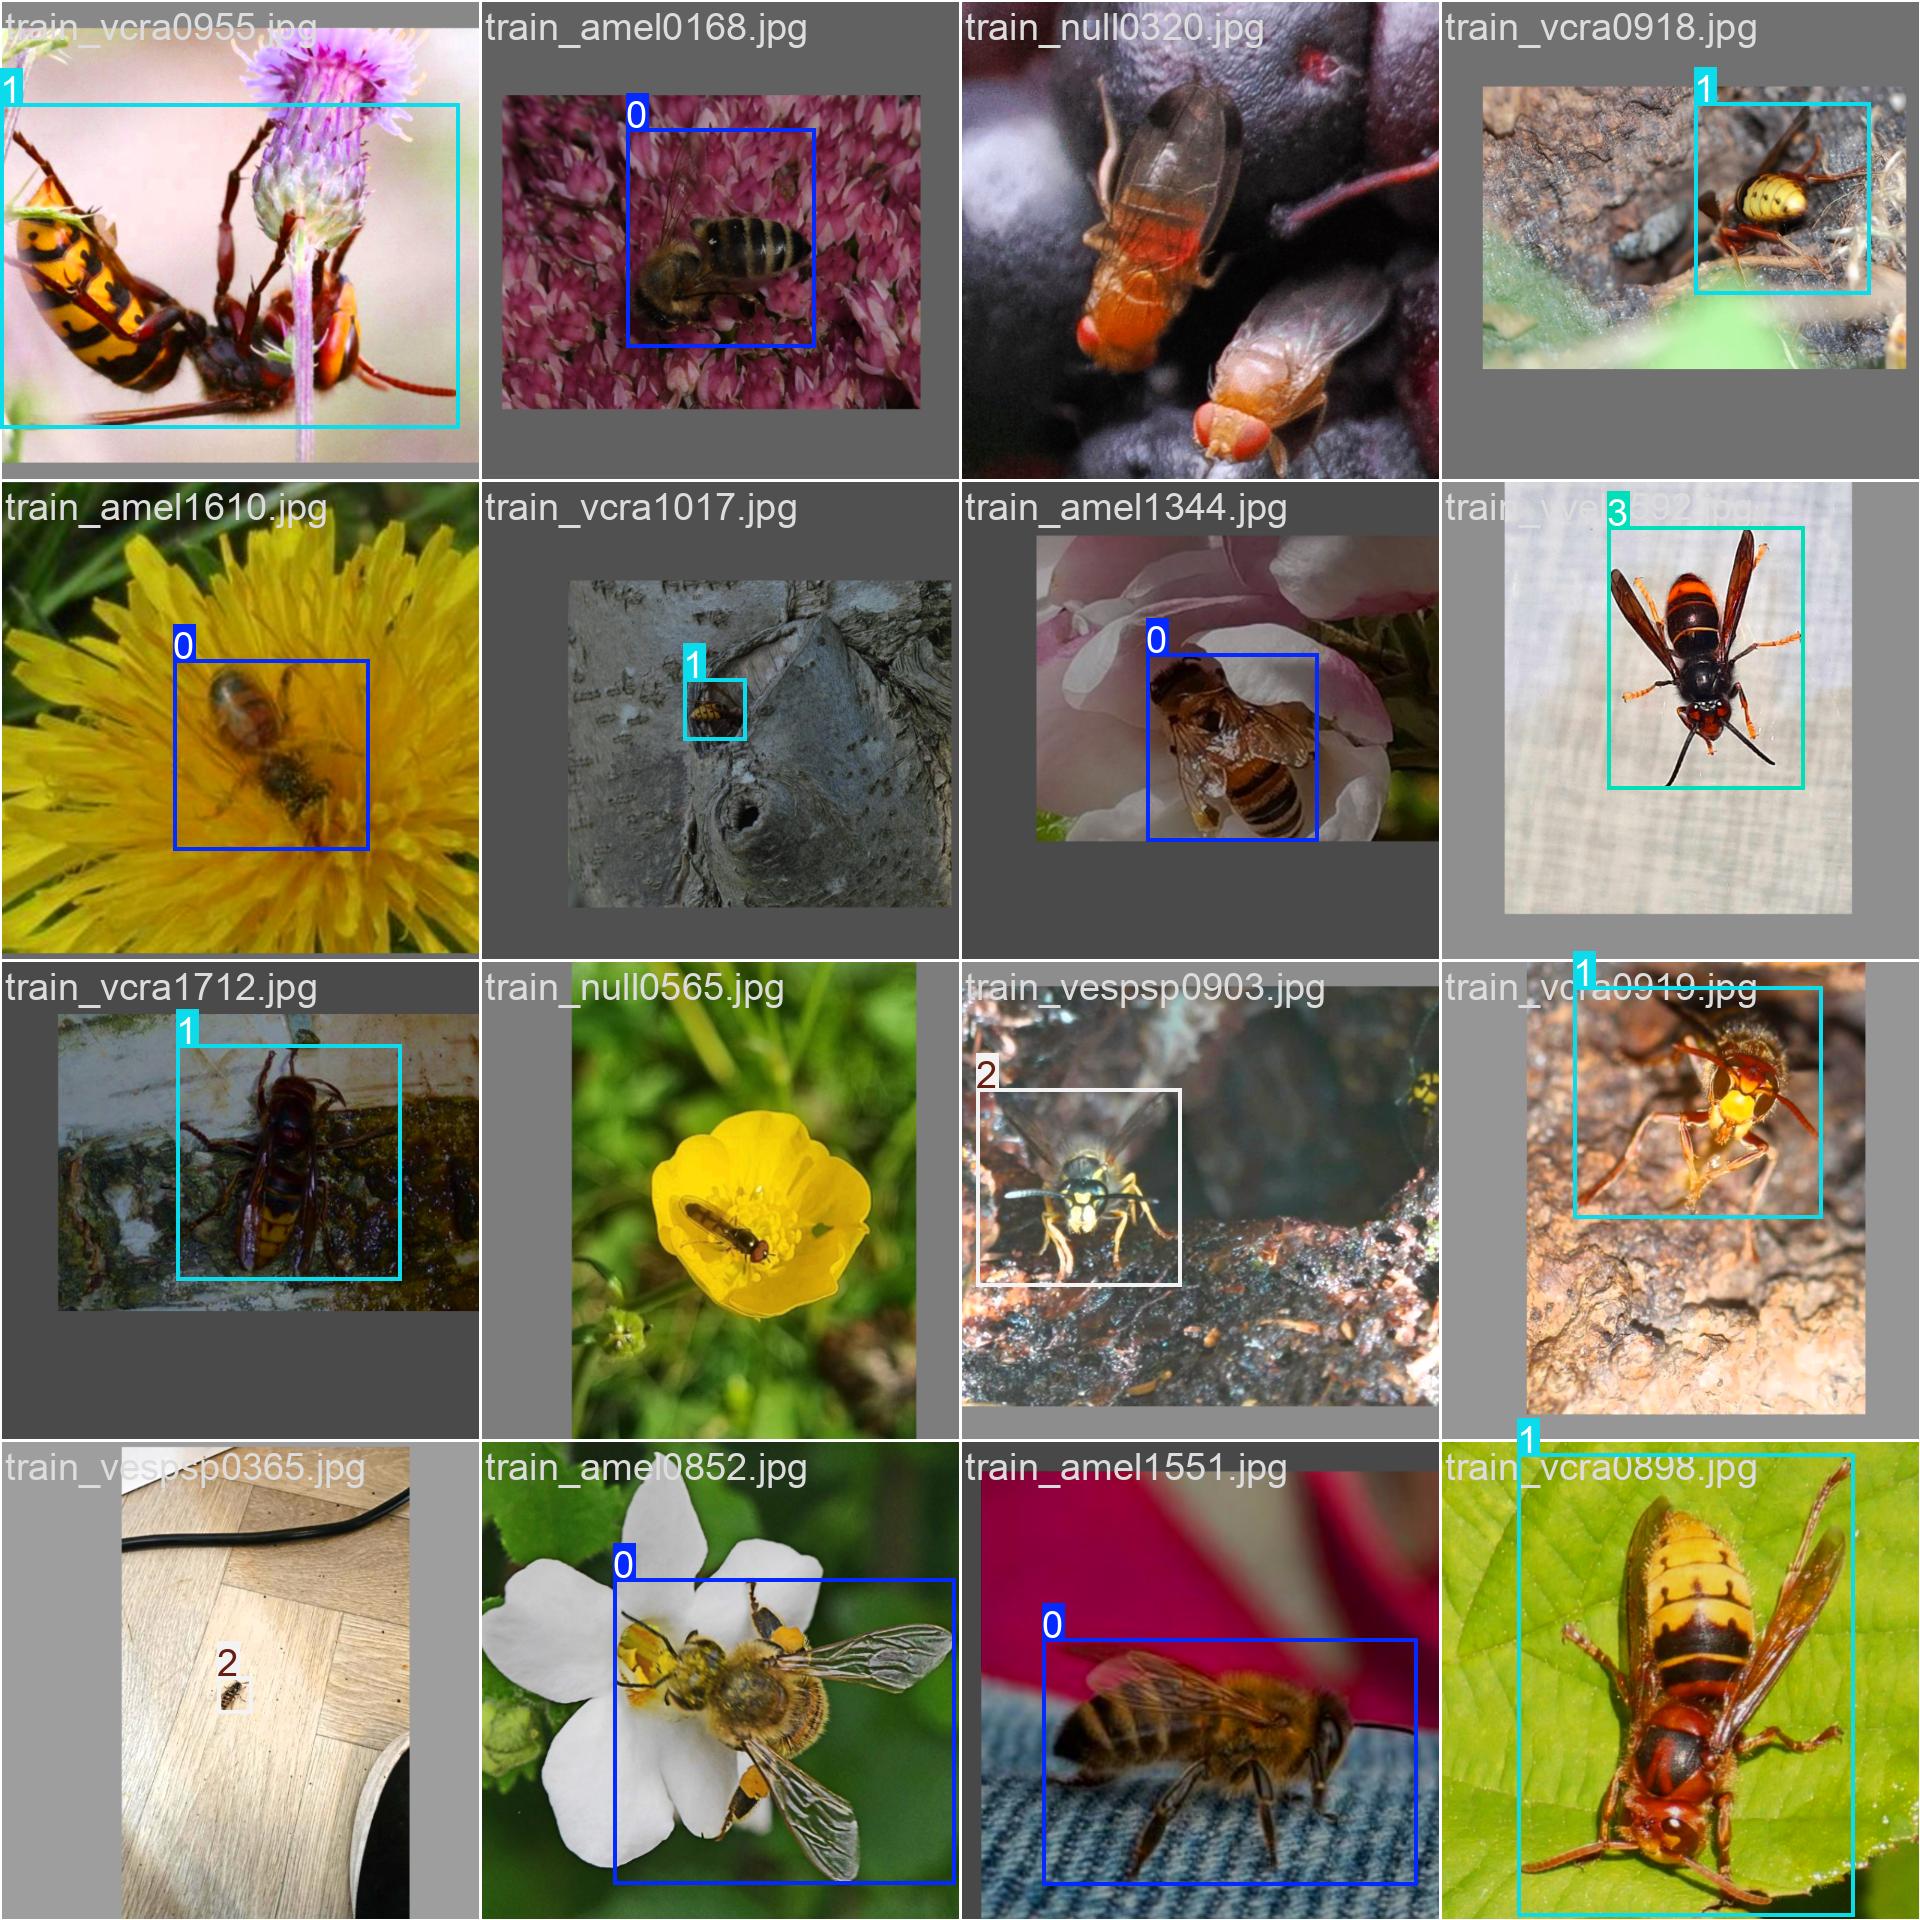 train_vcra0955.jpg
1
train_amel0168.jpg
0
train_null0320.jpg
train_vcra0918.jpg
1
train_amel1610.jpg
0
train_vcra1017.jpg
1
train_amel1344.jpg
0
3
train_vcra1712.jpg
1
train_null0565.jpg
train_vespsp0903.jpg
2
train_vcra0919.jpg
1
train_vespsp0365.jpg
2
train_amel0852.jpg
0
train_amel1551.jpg
0
train_vcra0898.jpg
1